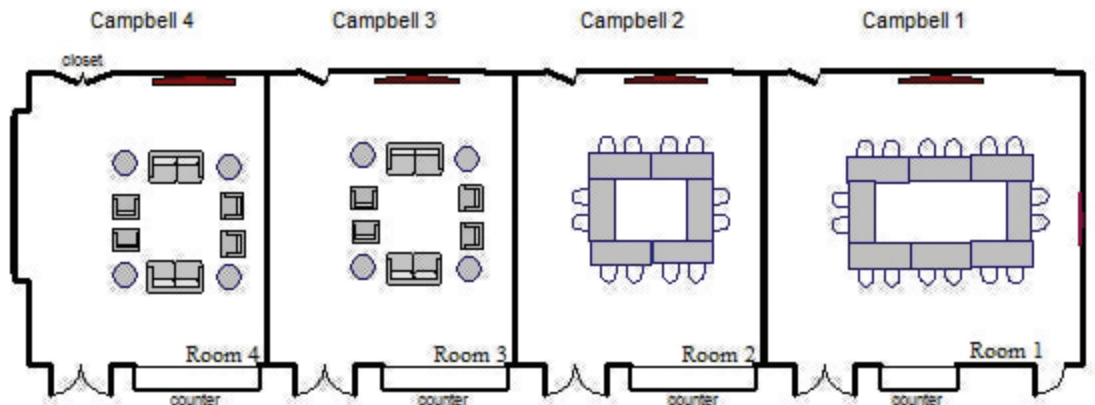 Campbell 4
Campbell 3
Campbell 2
Campbell 1
closet
Room 4
Room 3
Room 2
Room 1
counter
counter
counter
counter